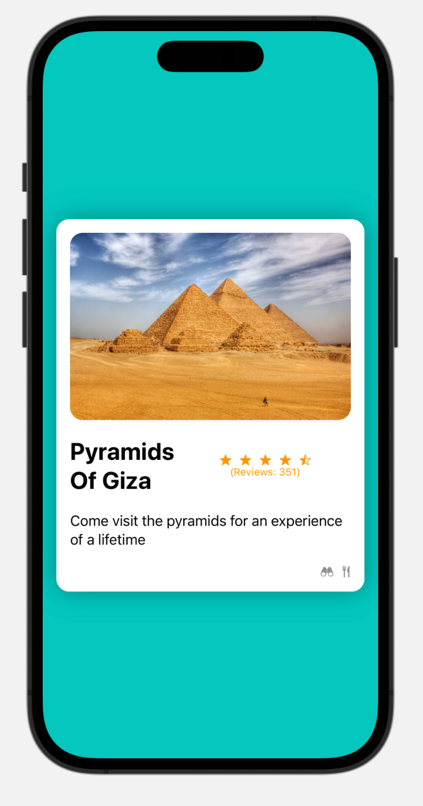 Pyramids
Of Giza
(Reviews: 351)
Come visit the pyramids for an experience
of a lifetime